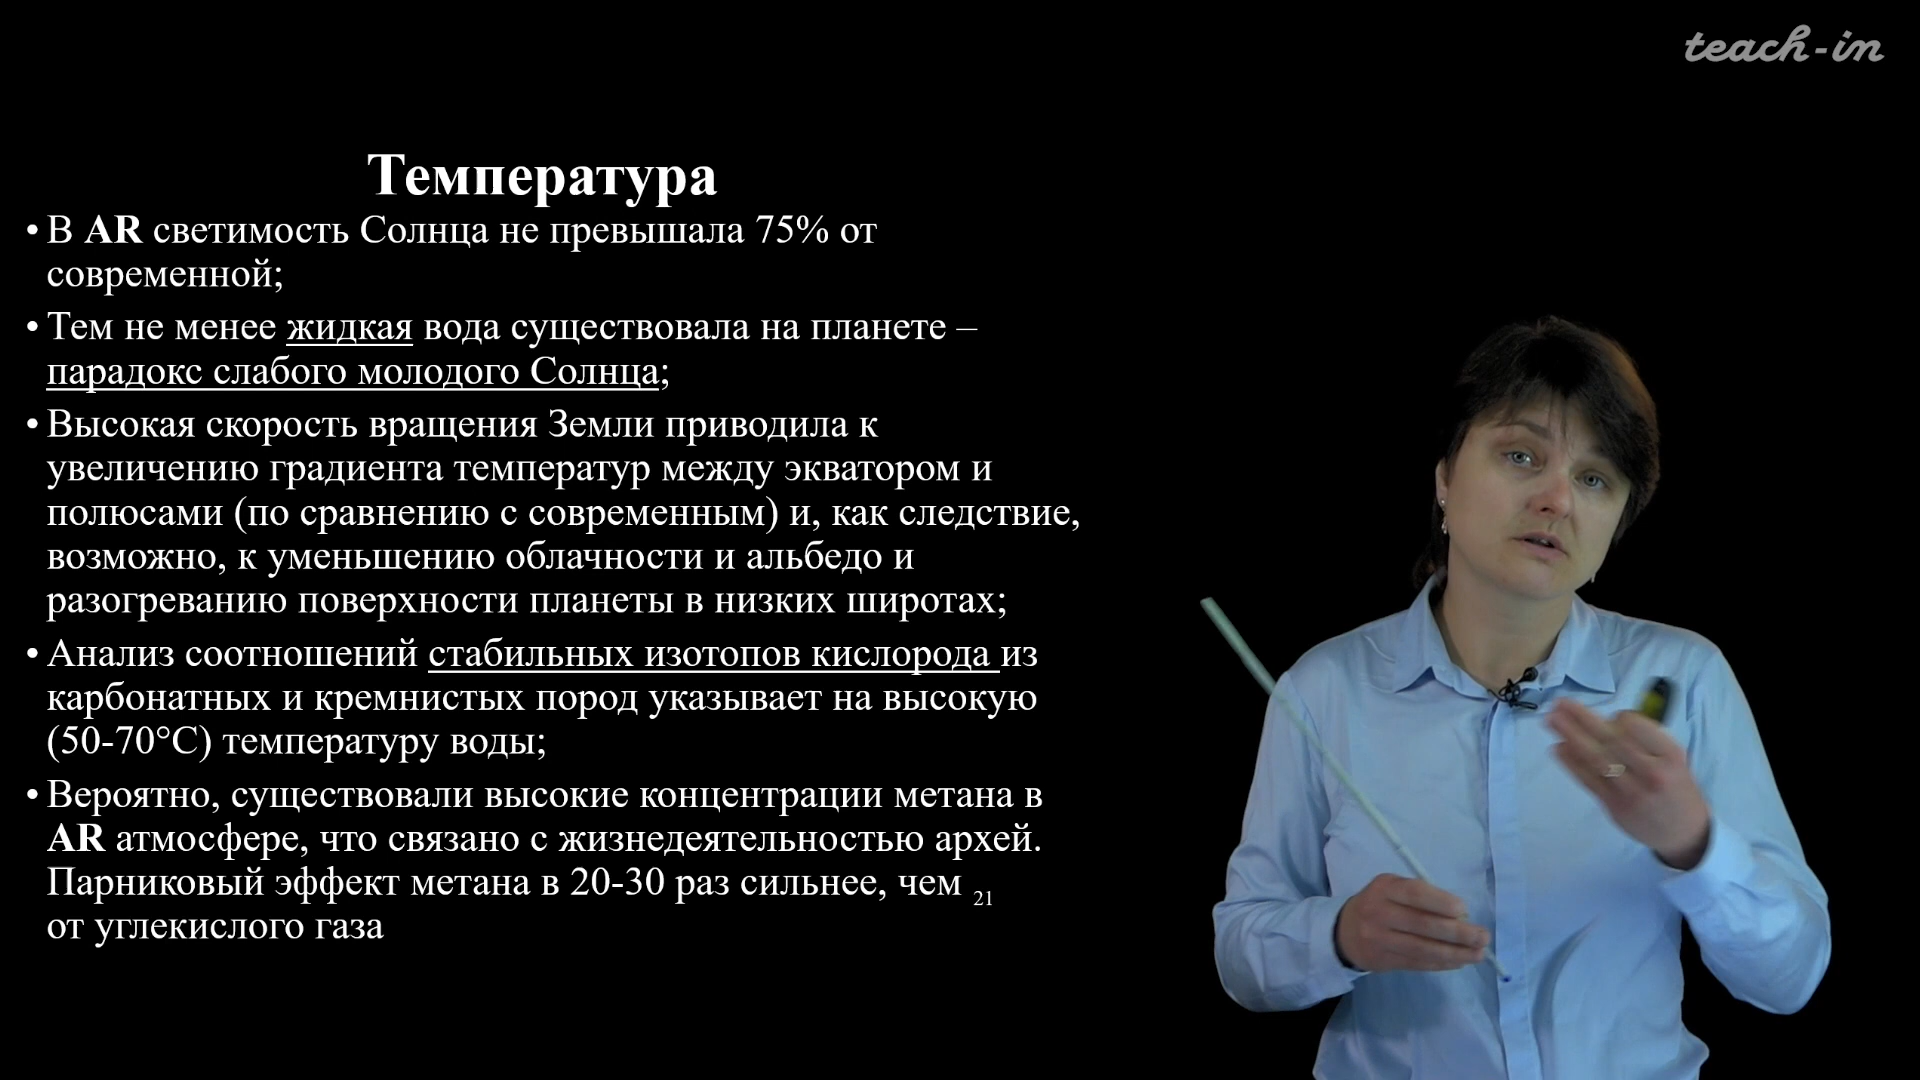 teach-in
Температура
• В AR светимость Солнца не превышала 75% от
современной;
• Тем не менее жидкая вода существовала на планете –
парадокс слабого молодого Солнца;
• Высокая скорость вращения Земли приводила к
увеличению градиента температур между экватором и
полюсами (по сравнению с современным) и, как следствие,
возможно, к уменьшению облачности и альбедо и
разогреванию поверхности планеты в низких широтах;
• Анализ соотношений стабильных изотопов кислорода из
карбонатных и кремнистых пород указывает на высокую
(50-70°С) температуру воды;
• Вероятно, существовали высокие концентрации метана в
AR атмосфере, что связано с жизнедеятельностью архей.
Парниковый эффект метана в 20-30 раз сильнее, чем
от углекислого газа
21